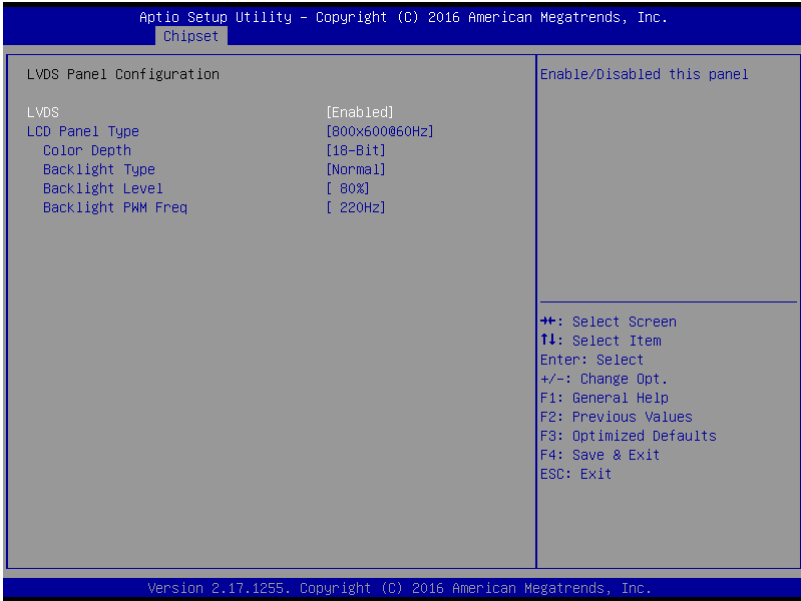 Aptio Setup Utility – Copyright (C) 2016 American Megatrends, Inc.
Chipset
LVDS Panel Configuration
LVDS [Enabled]
LCD Panel Type [800x600@60Hz]
Color Depth [18-Bit]
Backlight Type [Normal]
Backlight Level [ 80%]
Backlight PWM Freq [ 220Hz]
Enable/Disabled this panel
→←: Select Screen
↑↓: Select Item
Enter: Select
+/-: Change Opt.
F1: General Help
F2: Previous Values
F3: Optimized Defaults
F4: Save & Exit
ESC: Exit
Version 2.17.1255. Copyright (C) 2016 American Megatrends, Inc.